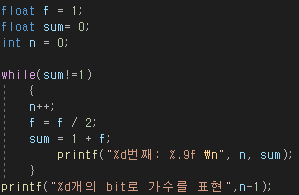 float f = 1;
float sum= 0;
int n = 0;
while(sum!=1)
{
n++;
f = f / 2;
sum = 1 + f;
printf("%d번째: %.9f ₩n", n, sum);
}
printf("%d개의 bit로 가수를 표현",n-1);